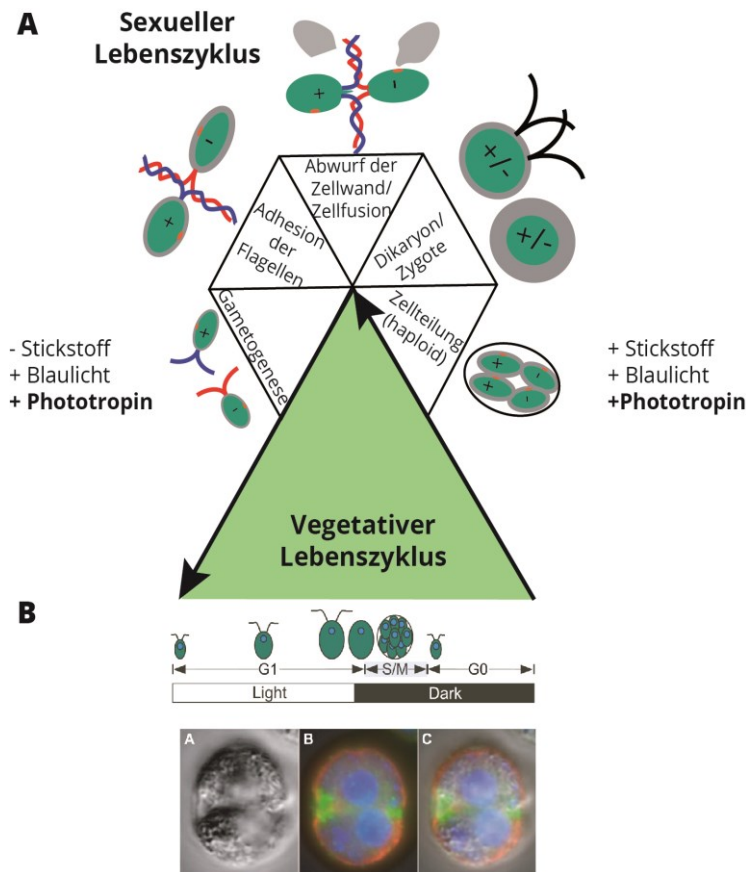 A
Sexueller
Lebenszyklus
+
-
-
+
+/-
+/-
Abwurf der
Zellwand/
Zellfusion
Adhesion
der
Flagellen
Dikaryon/
Zygote
Gametogenese
Zellteilung
(haploid)
+
-
+
-
+
-
- Stickstoff
+ Blaulicht
+ Phototropin
+ Stickstoff
+ Blaulicht
+Phototropin
Vegetativer
Lebenszyklus
B
G1
S/M
G0
Light
Dark
A
B
C